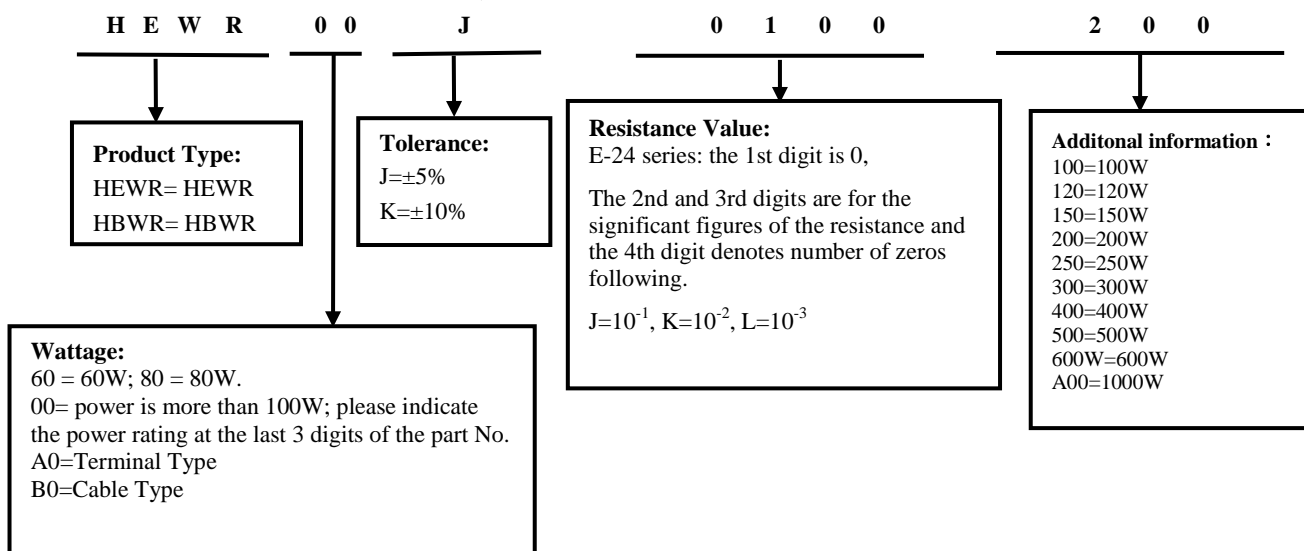 H E W R 0 0 J 0 1 0 0 2 0 0
Product Type:
HEWR= HEWR
HBWR= HBWR
Tolerance:
J=±5%
K=±10%
Resistance Value:
E-24 series: the 1st digit is 0,
The 2nd and 3rd digits are for the
significant figures of the resistance and
the 4th digit denotes number of zeros
following.
J=10⁻¹, K=10⁻², L=10⁻³
Additonal information：
100=100W
120=120W
150=150W
200=200W
250=250W
300=300W
400=400W
500=500W
600W=600W
A00=1000W
Wattage:
60 = 60W; 80 = 80W.
00= power is more than 100W; please indicate
the power rating at the last 3 digits of the part No.
A0=Terminal Type
B0=Cable Type